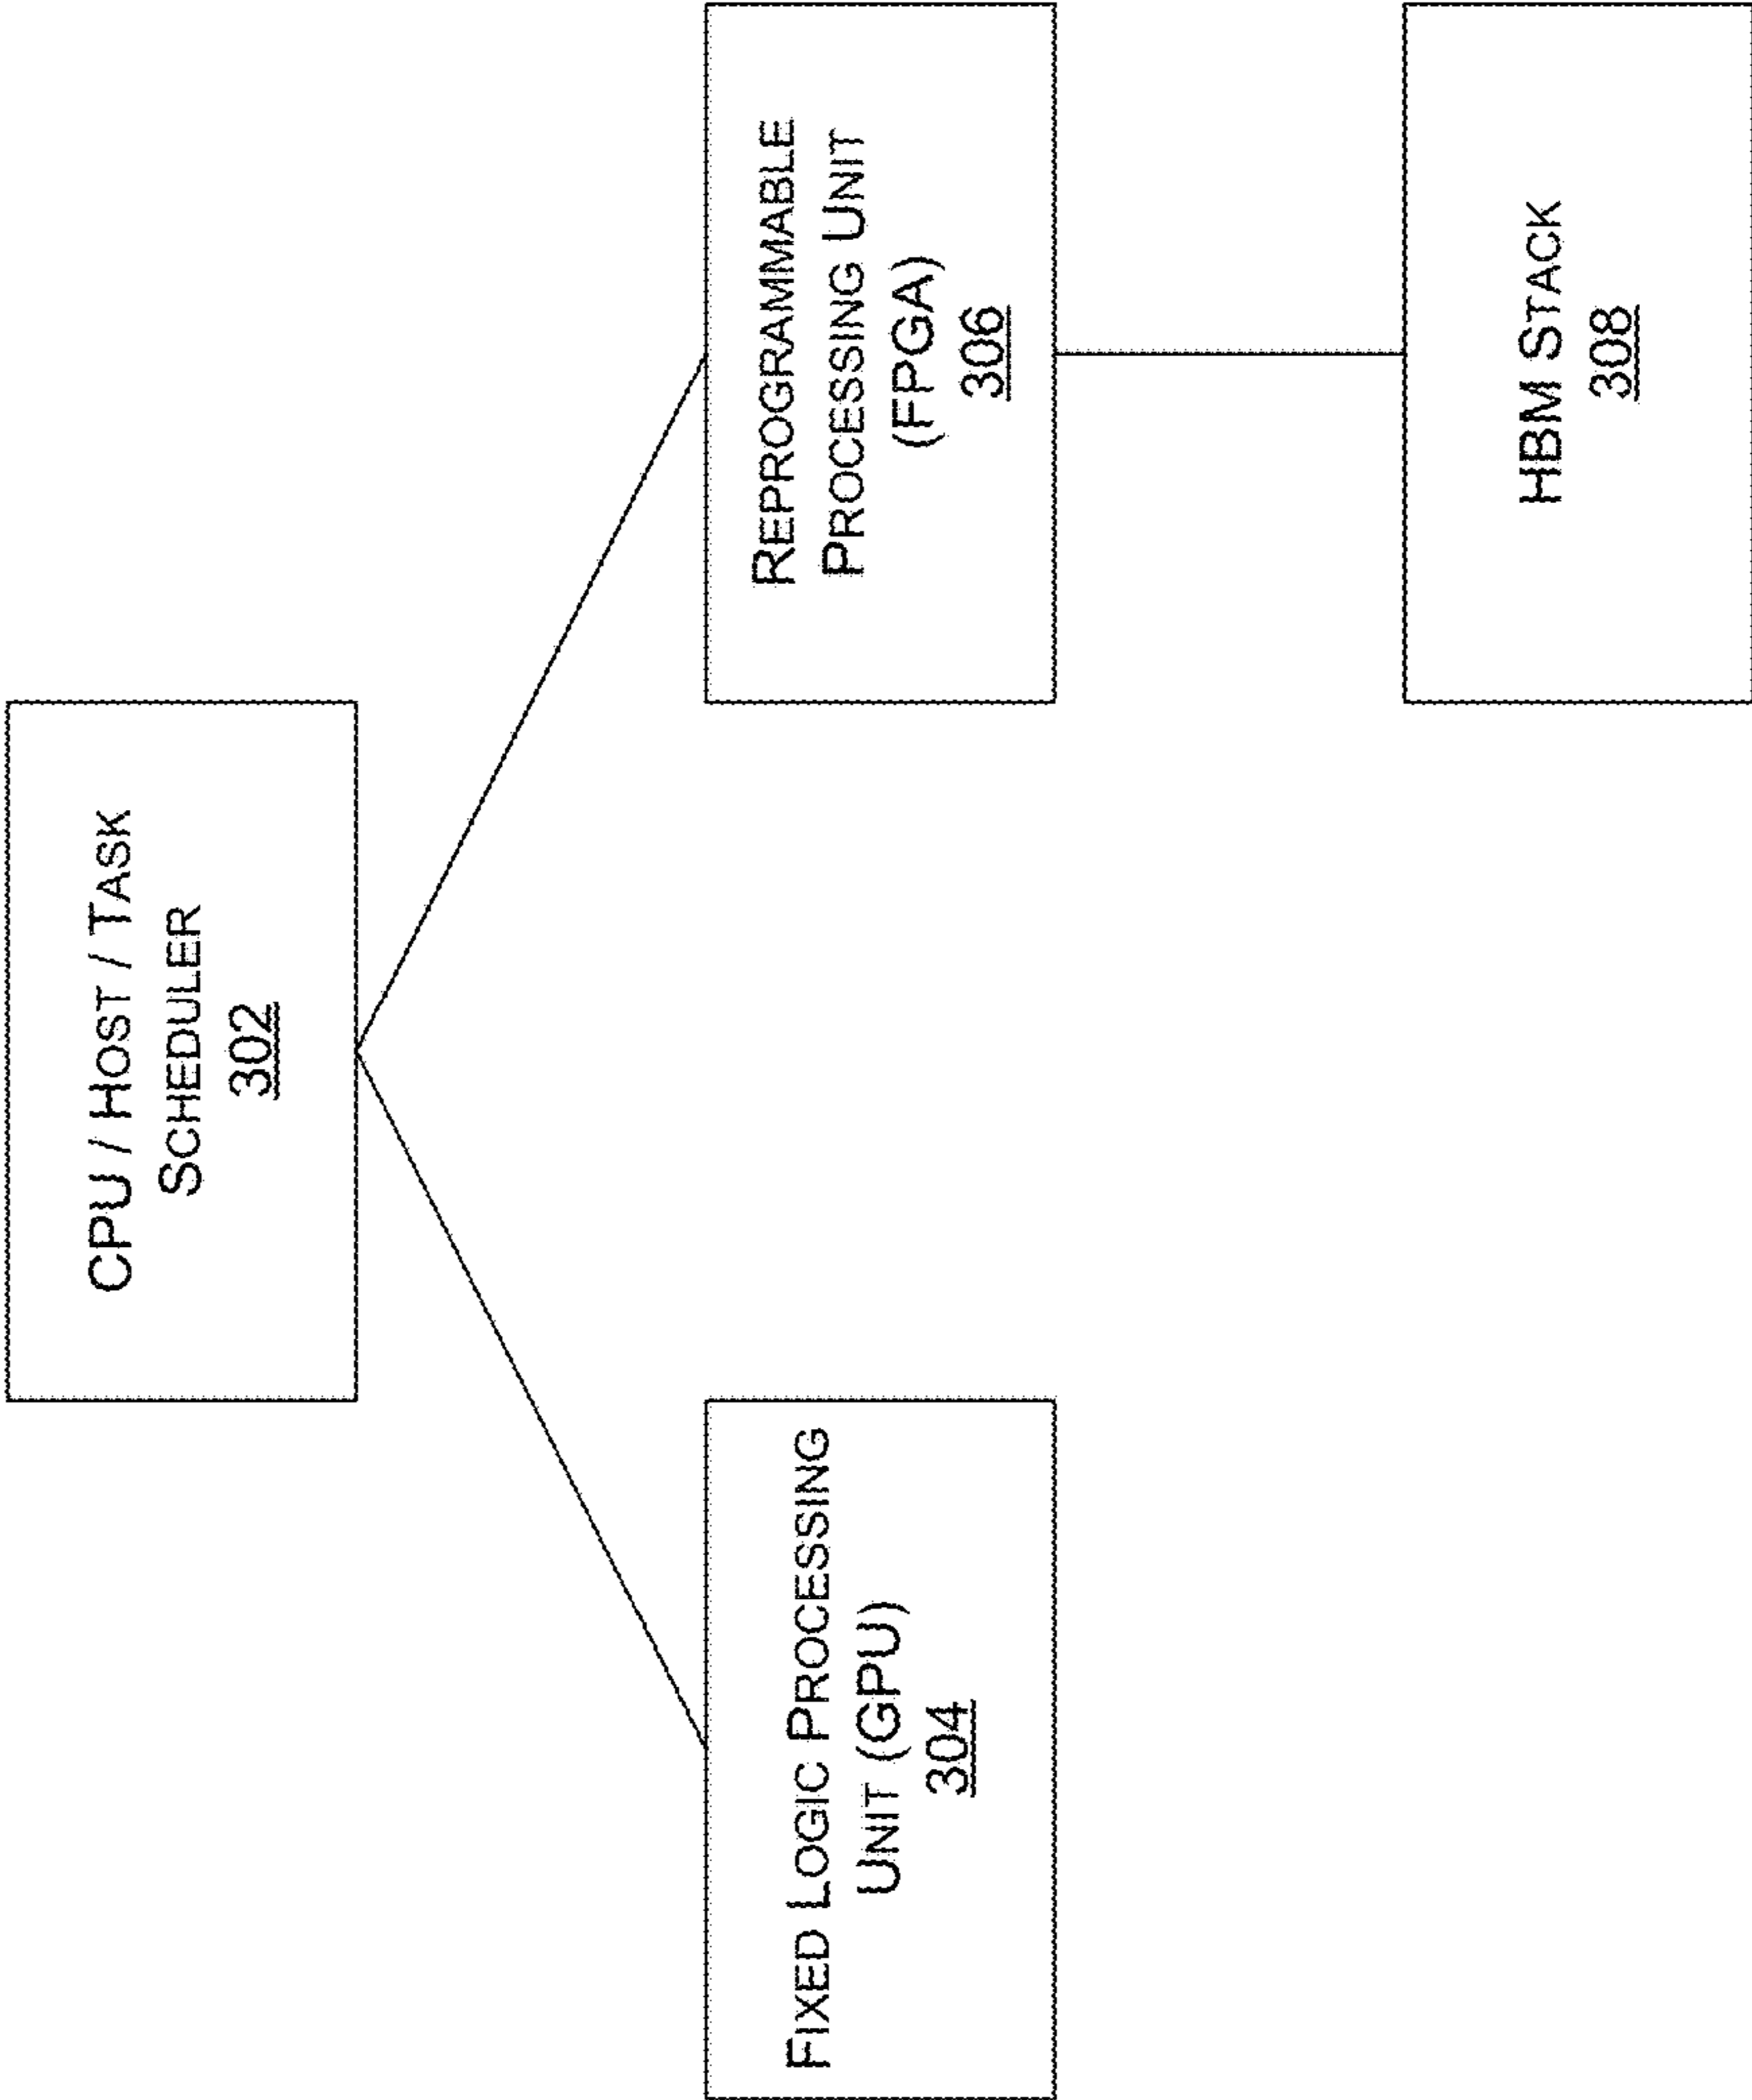 CPU / HOST / TASK
SCHEDULER
302
FIXED LOGIC PROCESSING
UNIT (GPU)
304
REPROGRAMMABLE
PROCESSING UNIT
(FPGA)
306
HBM STACK
308